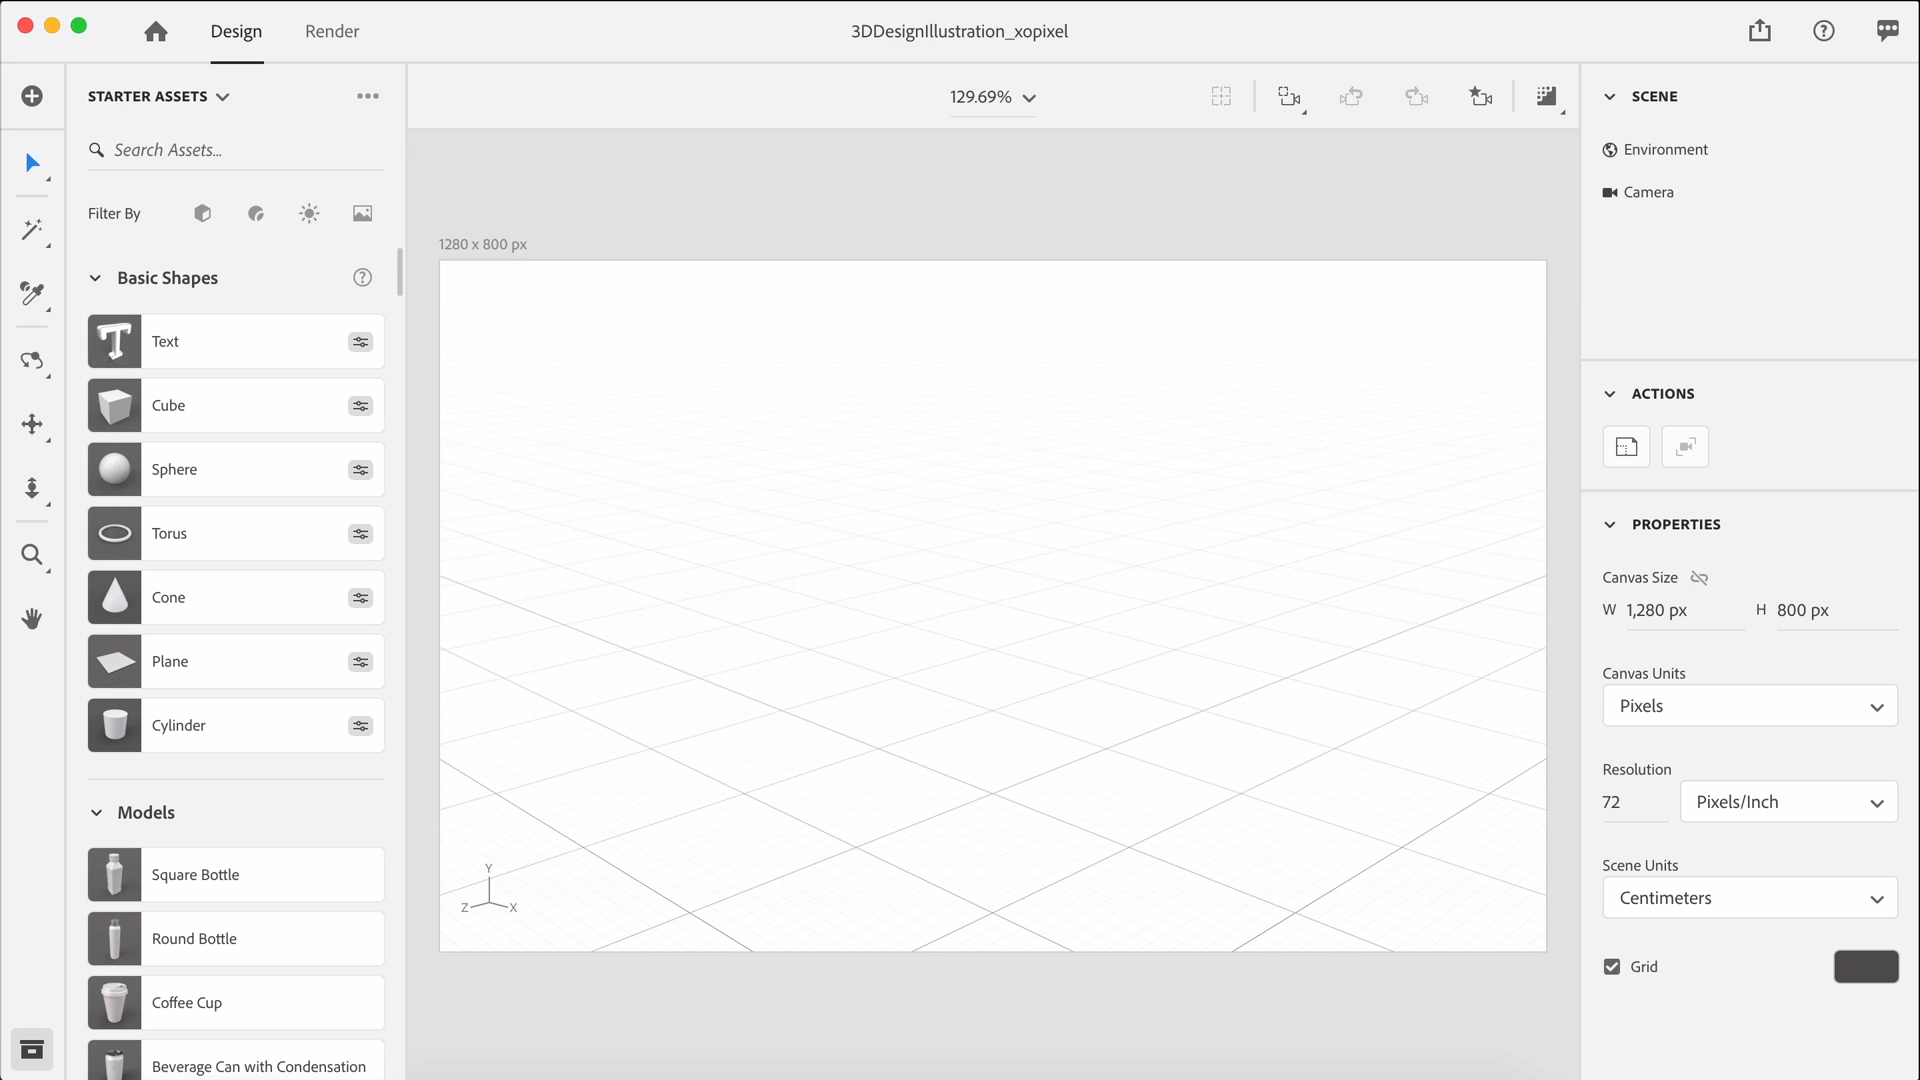 Design
Render
3DDesignIllustration_xopixel
STARTER ASSETS
Search Assets...
Filter By
Basic Shapes
Text
Cube
Sphere
Torus
Cone
Plane
Cylinder
Models
Square Bottle
Round Bottle
Coffee Cup
Beverage Can with Condensation
129.69%
1280 x 800 px
Y
Z X
SCENE
Environment
Camera
ACTIONS
PROPERTIES
Canvas Size
W 1,280 px H 800 px
Canvas Units
Pixels
Resolution
72 Pixels/Inch
Scene Units
Centimeters
Grid